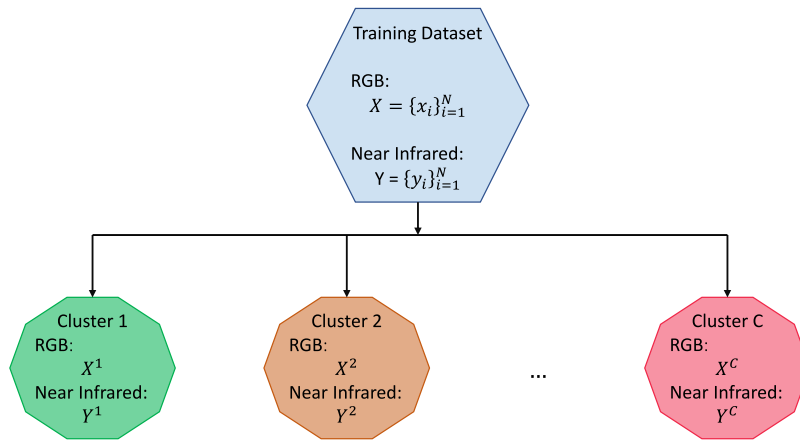 Training Dataset
RGB:
X = {x_i}_{i=1}^N
Near Infrared:
Y = {y_i}_{i=1}^N
Cluster 1
RGB:
X^1
Near Infrared:
Y^1
Cluster 2
RGB:
X^2
Near Infrared:
Y^2
...
Cluster C
RGB:
X^C
Near Infrared:
Y^C